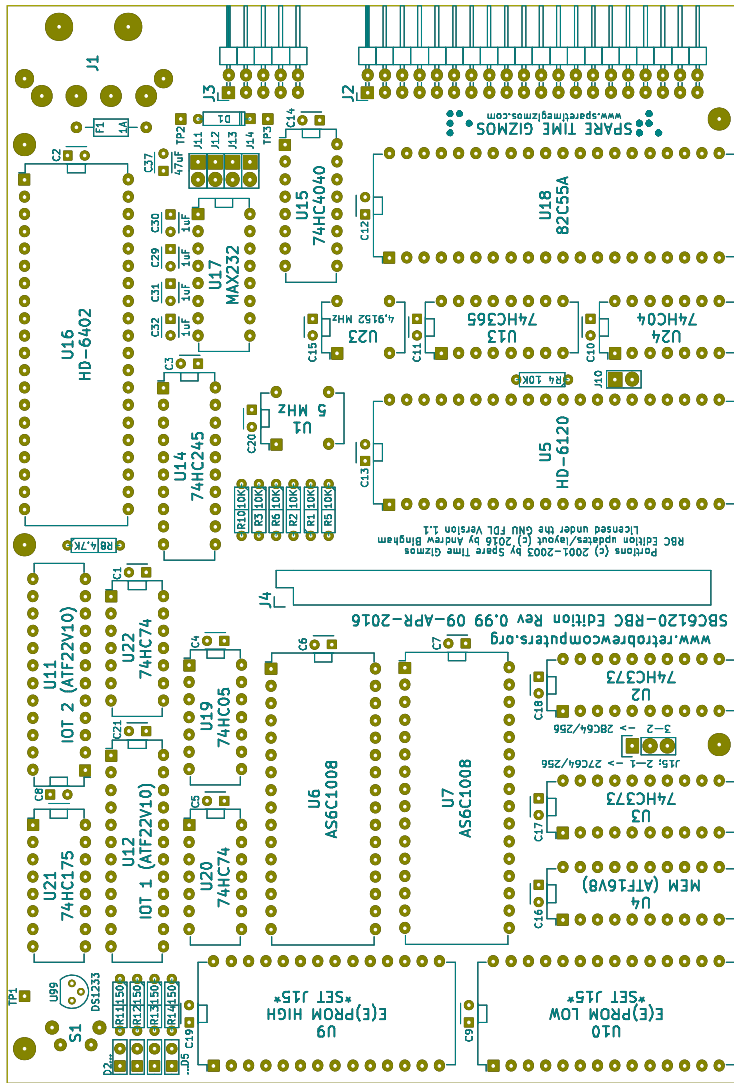 J1
J3
J2
F1
1A
TP2
D1
TP3
C14
SPARE TIME GIZMOS
www.sparetimegizmos.com
J11
J12
J13
J14
C2
C37
47uF
U15
74HC4040
C12
U18
82C55A
C30
1uF
C29
1uF
C31
1uF
C32
1uF
U17
MAX232
U16
HD-6402
C15
U23
4,9152 MHz
C11
U13
74HC365
C10
U24
74HC04
C3
U14
74HC245
R4 1.0K
J10
C20
U1
5 MHz
C13
U5
HD-6120
R10
10K
R3
10K
R6
10K
R2
10K
R1
10K
R5
10K
R8
4.7K
Portions (c) 2001-2003 by Spare Time Gizmos
RBC Edition updates/layout (c) 2016 by Andrew Bingham
Licensed under the GNU FDL Version 1.1
J4
SBC6120-RBC Edition Rev 0.99 09-APR-2016
www.retrobrewcomputers.org
C1
U11
IOT 2 (ATF22V10)
U22
74HC74
C4
U19
74HC05
C6
C7
C18
U2
74HC373
C21
C8
J15: 2-1 -> 27C64/256
3-2 -> 28C64/256
U6
AS6C1008
U7
AS6C1008
C5
U12
IOT 1 (ATF22V10)
U20
74HC74
U21
74HC175
C17
U3
74HC373
C16
U4
MEM (ATF16V8)
TP1
U99
DS1233
S1
R11
150
R12
150
R13
150
R14
150
C19
U9
E(E)PROM HIGH
*SET J15*
C9
U10
E(E)PROM LOW
*SET J15*
D2...
...D5